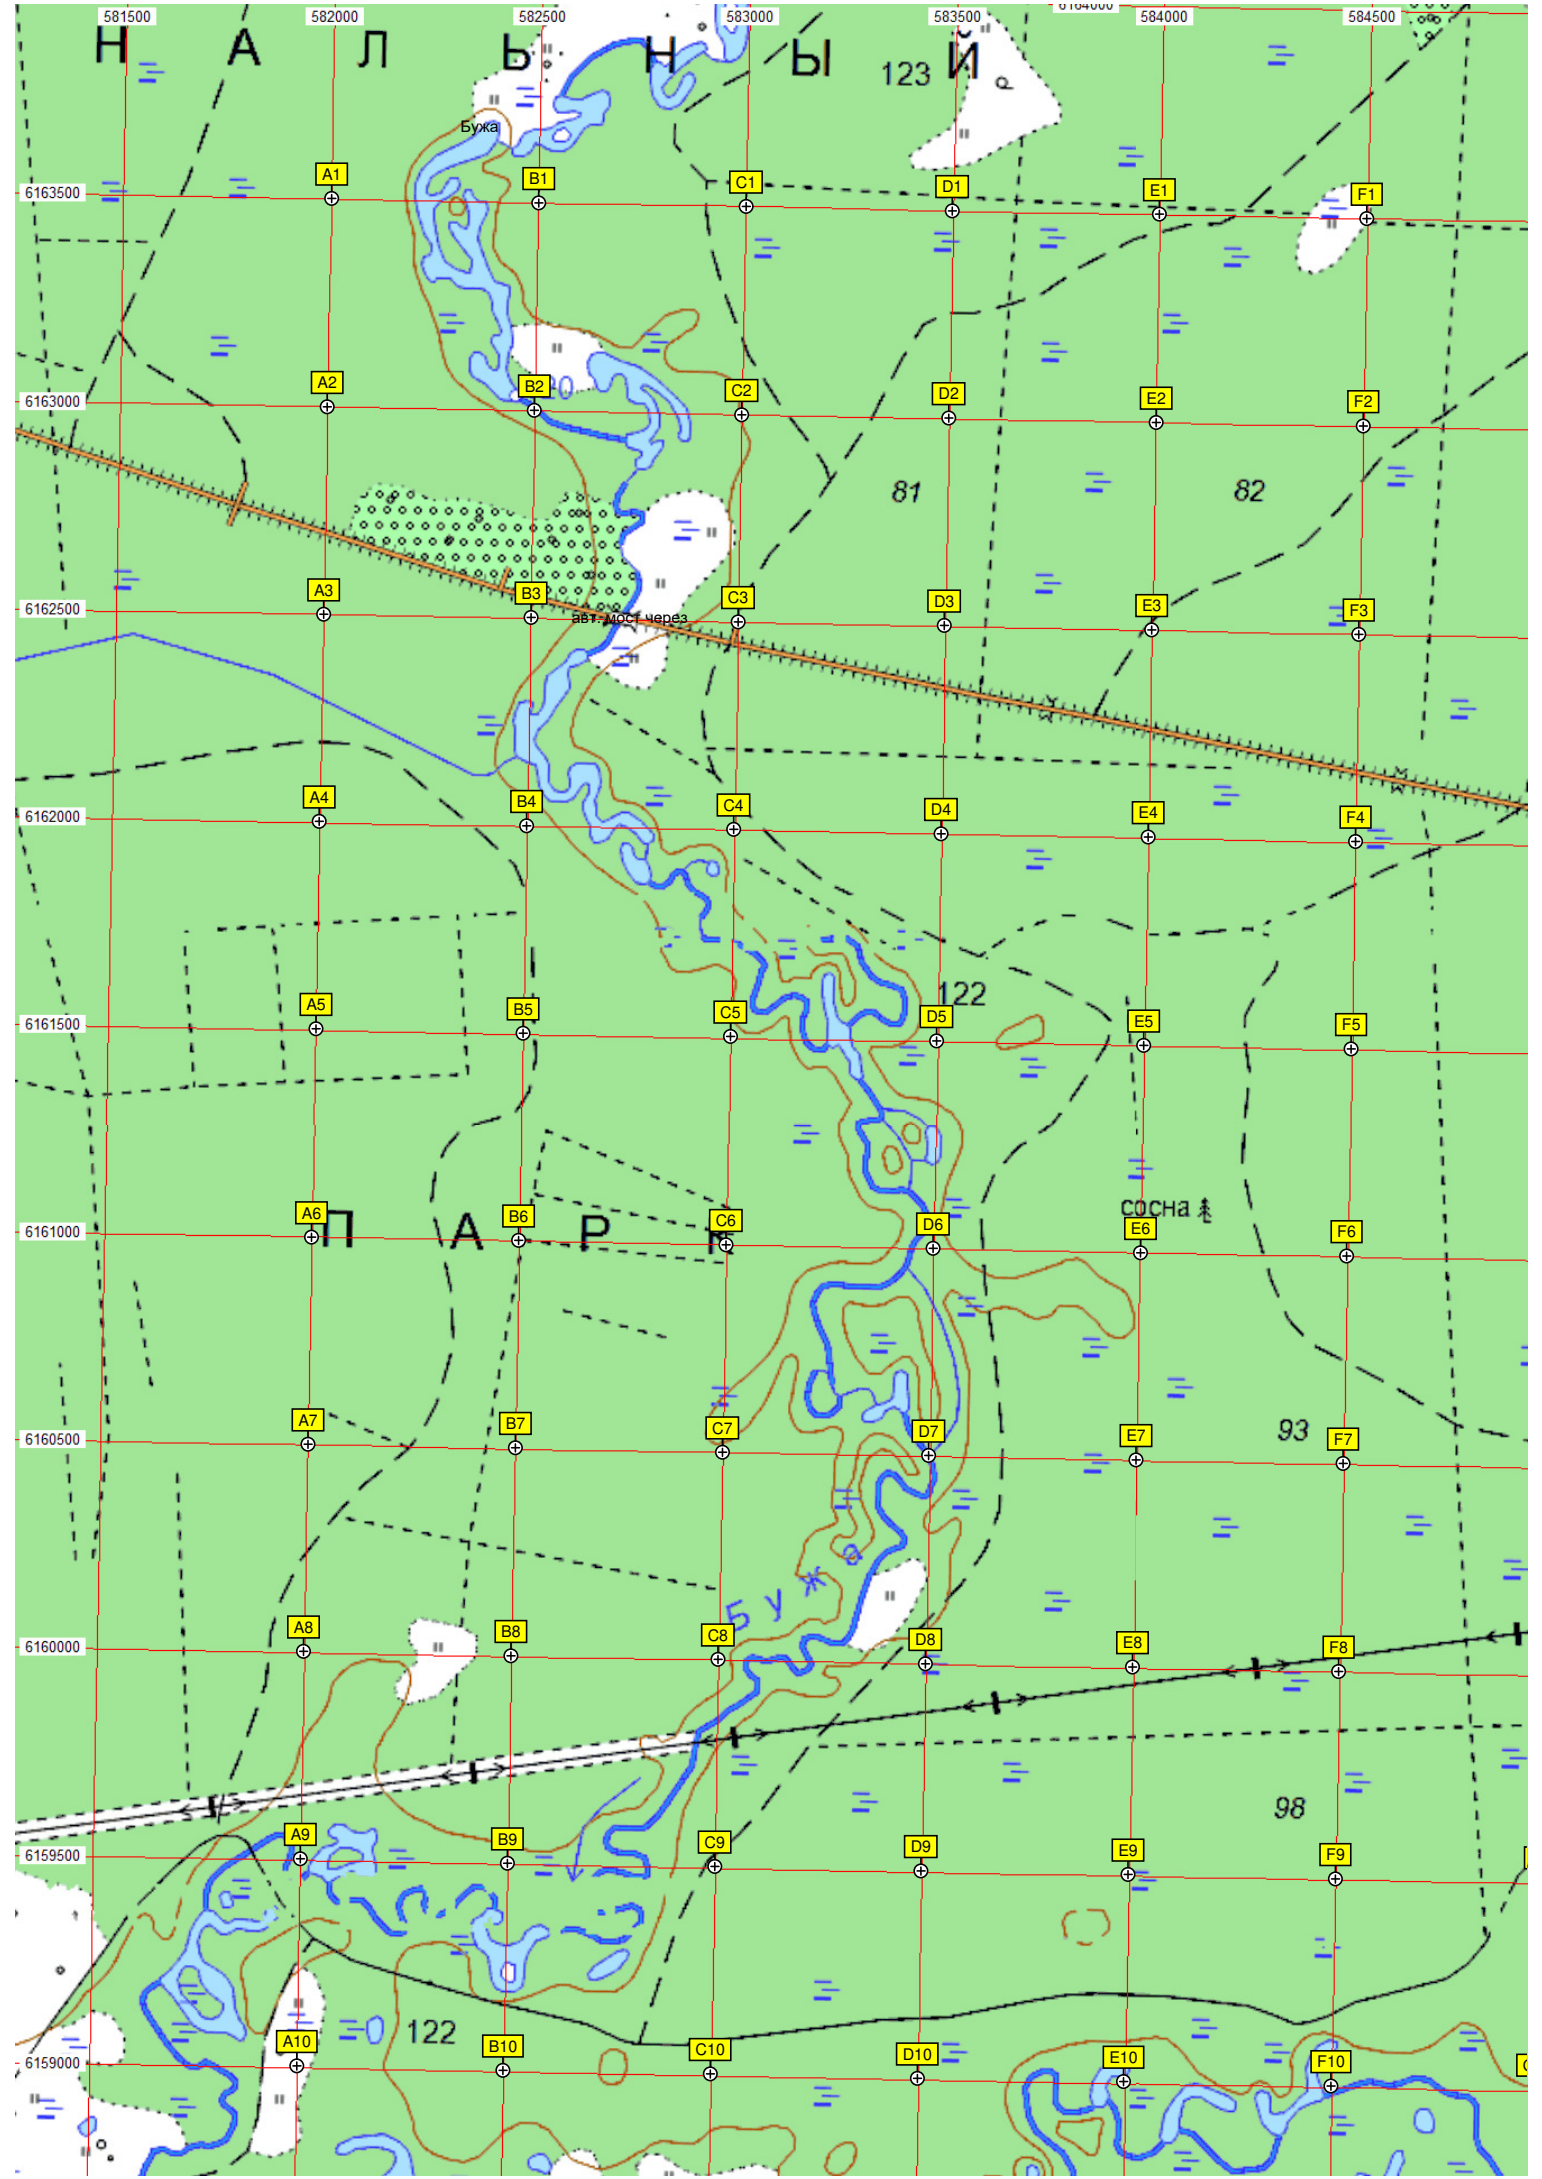 6164000
581500 582000 582500 583000 583500 584000 584500
Н А Л Ь Н Ы Й
123
р
Бужа
A1 B1 C1 D1 E1 F1
6163500
A2 B2 C2 D2 E2 F2
6163000
81 82
A3 B3 C3 D3 E3 F3
6162500
авт. мост через
A4 B4 C4 D4 E4 F4
6162000
122
A5 B5 C5 D5 E5 F5
6161500
сосна
A6 B6 C6 D6 E6 F6
6161000
П А Р К
A7 B7 C7 D7 E7 F7
6160500
93
Бужа
A8 B8 C8 D8 E8 F8
6160000
98
A9 B9 C9 D9 E9 F9
6159500
122
A10 B10 C10 D10 E10 F10
6159000